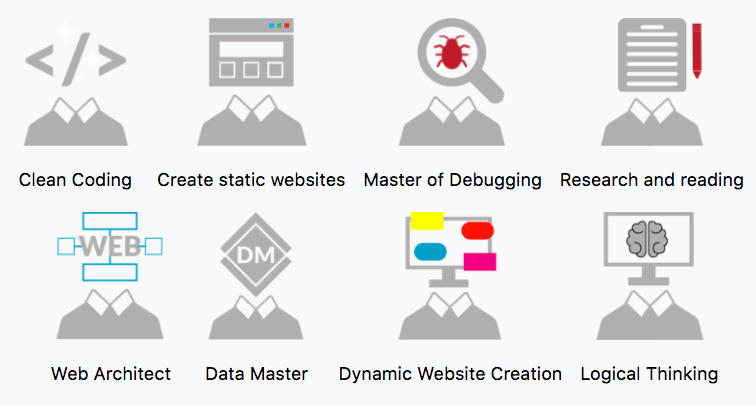 </>
Clean Coding
Create static websites
Master of Debugging
Research and reading
WEB
DM
Web Architect
Data Master
Dynamic Website Creation
Logical Thinking